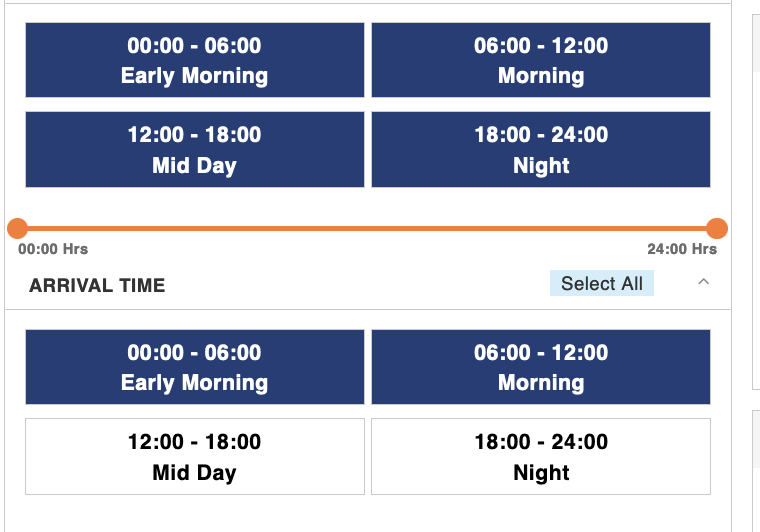 00:00 - 06:00
Early Morning
06:00 - 12:00
Morning
12:00 - 18:00
Mid Day
18:00 - 24:00
Night
00:00 Hrs
24:00 Hrs
ARRIVAL TIME
Select All
00:00 - 06:00
Early Morning
06:00 - 12:00
Morning
12:00 - 18:00
Mid Day
18:00 - 24:00
Night